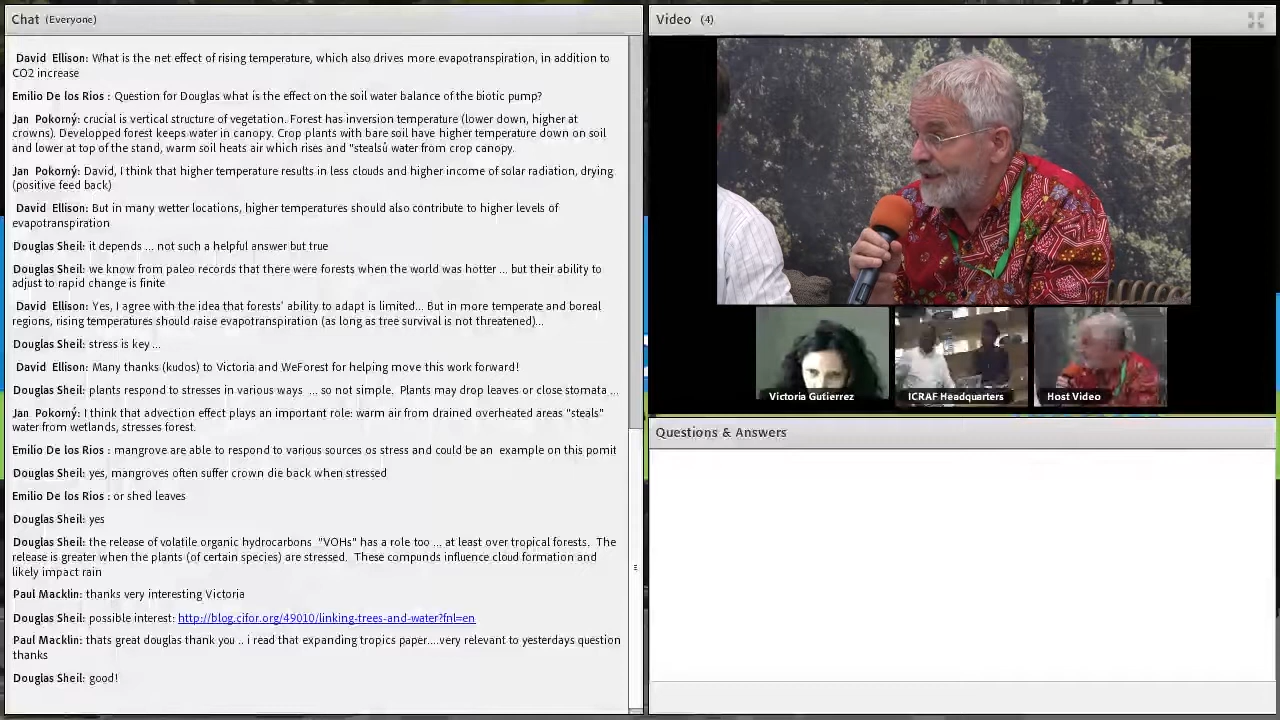 Chat (Everyone)
David Ellison: What is the net effect of rising temperature, which also drives more evapotranspiration, in addition to
CO2 increase
Emilio De los Rios : Question for Douglas what is the effect on the soil water balance of the biotic pump?
Jan Pokorný: crucial is vertical structure of vegetation. Forest has inversion temperature (lower down, higher at
crowns). Developped forest keeps water in canopy. Crop plants with bare soil have higher temperature down on soil
and lower at top of the stand, warm soil heats air which rises and "stealsů water from crop canopy.
Jan Pokorný: David, I think that higher temperature results in less clouds and higher income of solar radiation, drying
(positive feed back)
David Ellison: But in many wetter locations, higher temperatures should also contribute to higher levels of
evapotranspiration
Douglas Sheil: it depends ... not such a helpful answer but true
Douglas Sheil: we know from paleo records that there were forests when the world was hotter ... but their ability to
adjust to rapid change is finite
David Ellison: Yes, I agree with the idea that forests' ability to adapt is limited... But in more temperate and boreal
regions, rising temperatures should raise evapotranspiration (as long as tree survival is not threatened)...
Douglas Sheil: stress is key ...
David Ellison: Many thanks (kudos) to Victoria and WeForest for helping move this work forward!
Douglas Sheil: plants respond to stresses in various ways ... so not simple. Plants may drop leaves or close stomata ...
Jan Pokorný: I think that advection effect plays an important role: warm air from drained overheated areas "steals"
water from wetlands, stresses forest.
Emilio De los Rios : mangrove are able to respond to various sources os stress and could be an example on this pomit
Douglas Sheil: yes, mangroves often suffer crown die back when stressed
Emilio De los Rios : or shed leaves
Douglas Sheil: yes
Douglas Sheil: the release of volatile organic hydrocarbons "VOHs" has a role too ... at least over tropical forests. The
release is greater when the plants (of certain species) are stressed. These compunds influence cloud formation and
likely impact rain
Paul Macklin: thanks very interesting Victoria
Douglas Sheil: possible interest: http://blog.cifor.org/49010/linking-trees-and-water?fnl=en
Paul Macklin: thats great douglas thank you .. i read that expanding tropics paper....very relevant to yesterdays question
thanks
Douglas Sheil: good!
Video (4)
Victoria Gutierrez
ICRAF Headquarters
Host Video
Questions & Answers